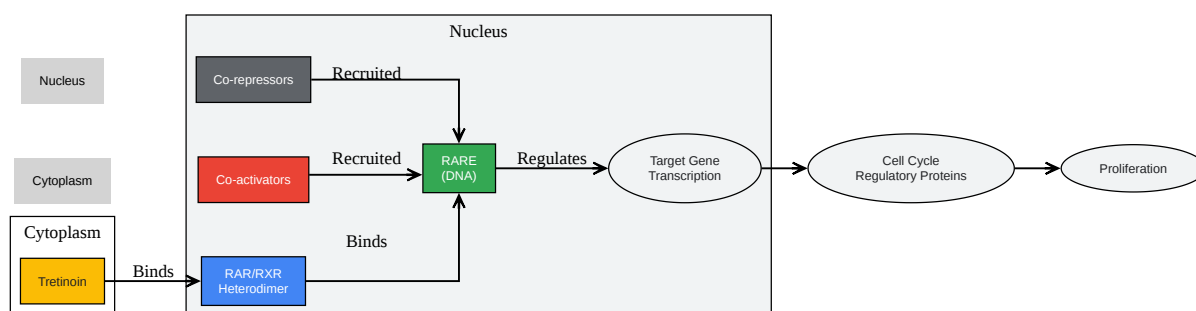 Nucleus
Nucleus
Co-repressors
Recruited
Cytoplasm
Co-activators
Recruited
RARE
(DNA)
Regulates
Target Gene
Transcription
Cell Cycle
Regulatory Proteins
Proliferation
Cytoplasm
Tretinoin
Binds
RAR/RXR
Heterodimer
Binds